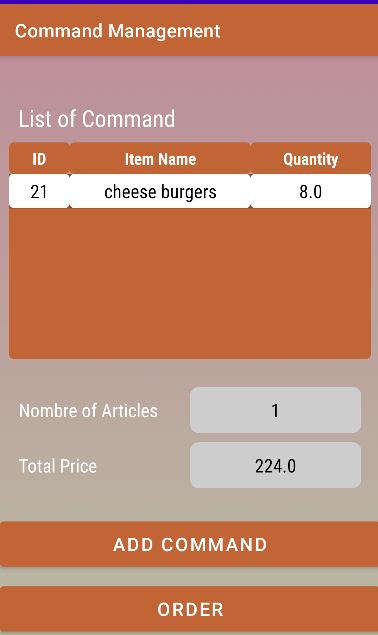 Command Management
List of Command
ID Item Name Quantity
21 cheese burgers 8.0
Nombre of Articles 1
Total Price 224.0
ADD COMMAND
ORDER